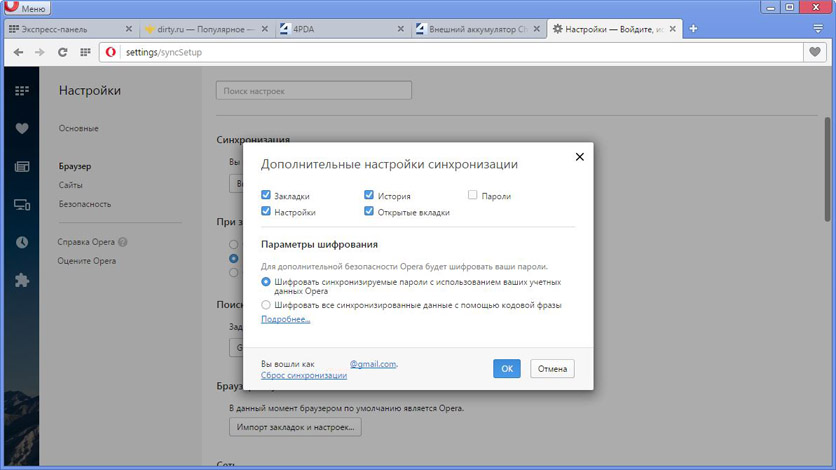 Меню
Экспресс-панель
dirty.ru — Популярное —
4PDA
Внешний аккумулятор Ch
Настройки — Войдите, ис
settings/syncSetup
Настройки
Поиск настроек
Основные
Синхронизация
Вы
Браузер
Сайты
Безопасность
При з
Справка Opera
Оцените Opera
Поис
Зад
G
Дополнительные настройки синхронизации
Закладки
История
Пароли
Настройки
Открытые вкладки
Параметры шифрования
Для дополнительной безопасности Opera будет шифровать ваши пароли.
Шифровать синхронизируемые пароли с использованием ваших учетных
данных Opera
Шифровать все синхронизированные данные с помощью кодовой фразы
Подробнее...
Вы вошли как @gmail.com.
Сброс синхронизации
OK
Отмена
Брауз
В данный момент браузером по умолчанию является Opera.
Импорт закладок и настроек...
Сеть